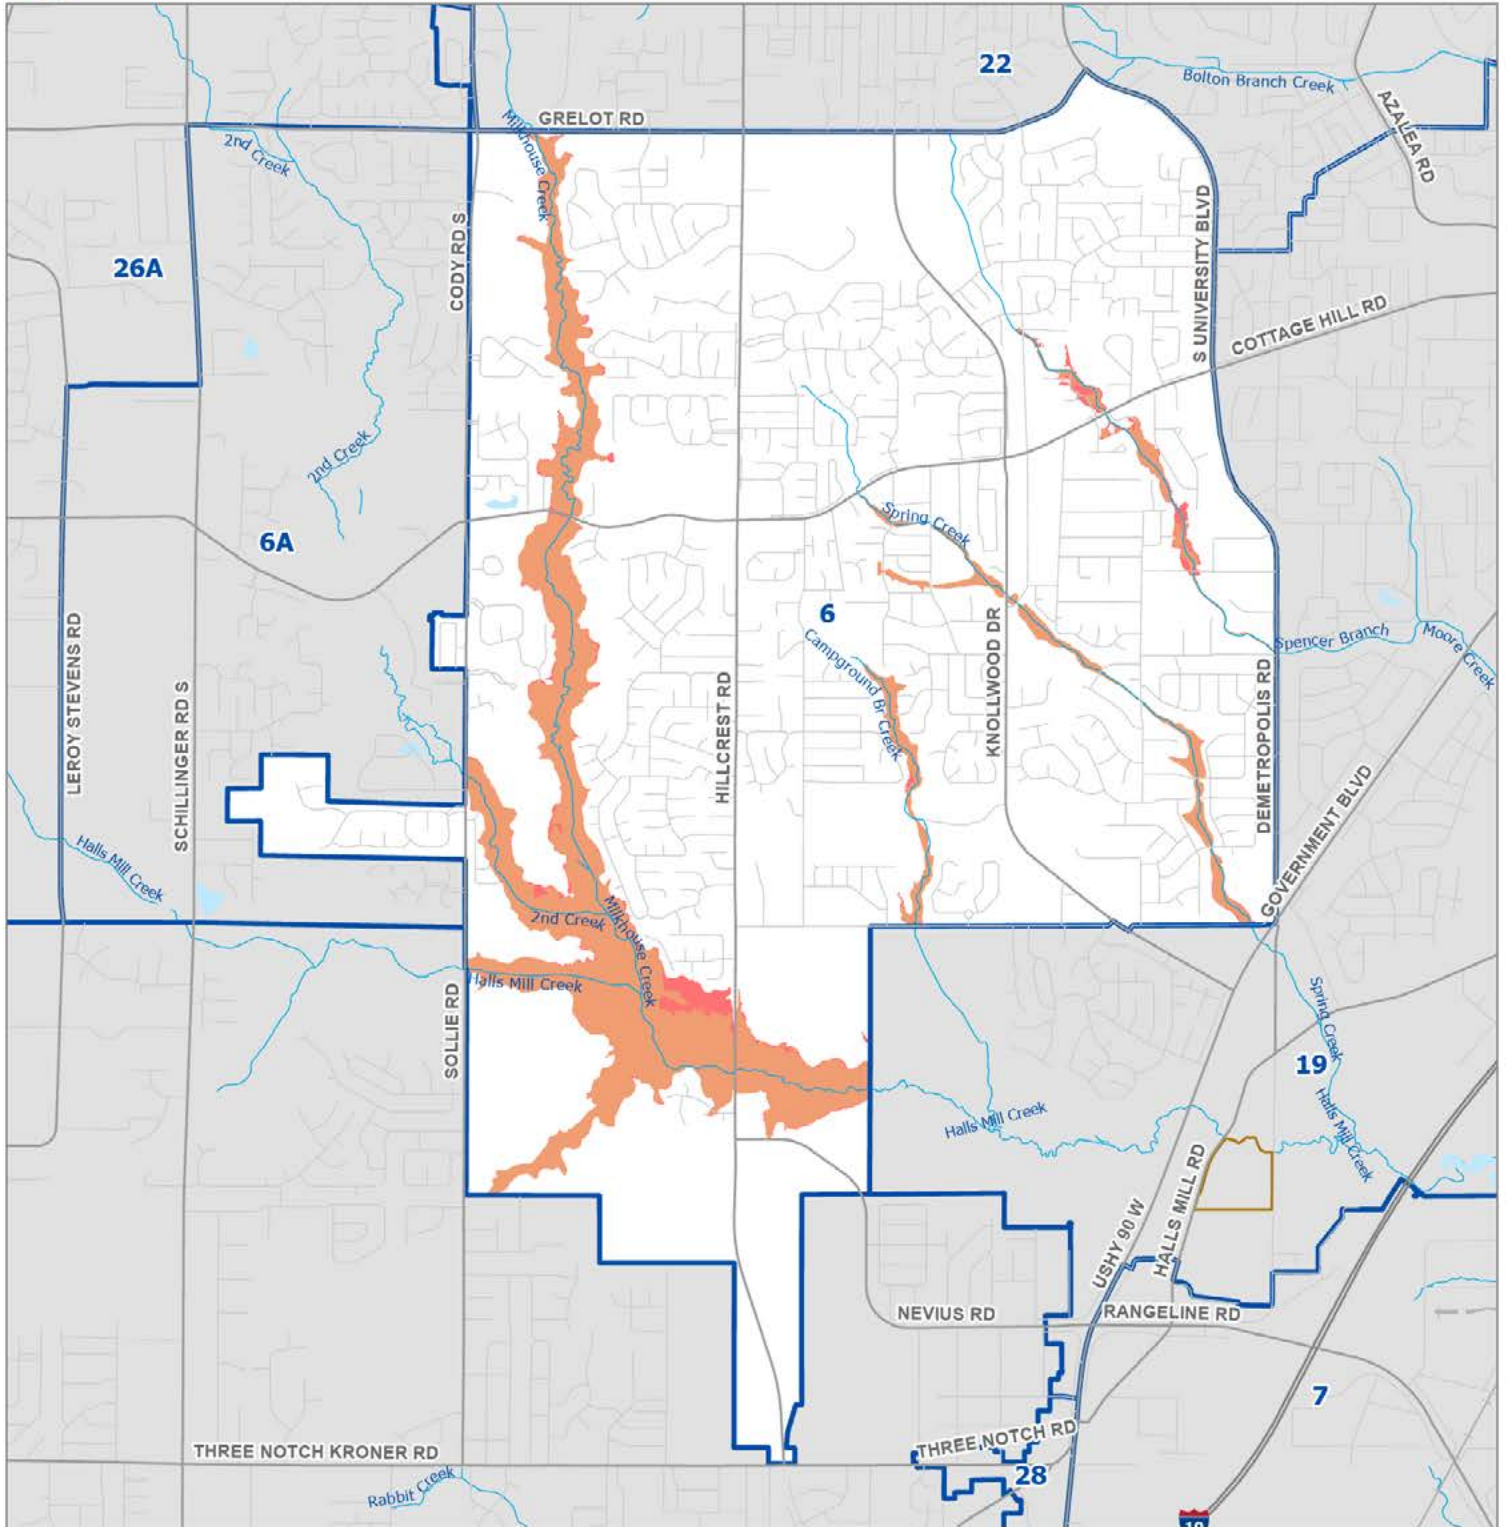 22
Bolton Branch Creek
AZALEA RD
GRELOT RD
Milkhouse Creek
2nd Creek
26A
CODY RD S
S UNIVERSITY BLVD
COTTAGE HILL RD
2nd Creek
Spring Creek
6A
6
Campground Br Creek
LEROY STEVENS RD
SCHILLINGER RD S
HILLCREST RD
KNOLLWOOD DR
DEMETROPOLIS RD
Spencer Branch
Moore Creek
GOVERNMENT BLVD
Halls Mill Creek
2nd Creek
Milkhouse Creek
Halls Mill Creek
SOLLIE RD
Spring Creek
19
Halls Mill Creek
Halls Mill Creek
HALLS MILL RD
USHY 90 W
NEVIUS RD
RANGELINE RD
7
THREE NOTCH KRONER RD
THREE NOTCH RD
28
Rabbit Creek
10